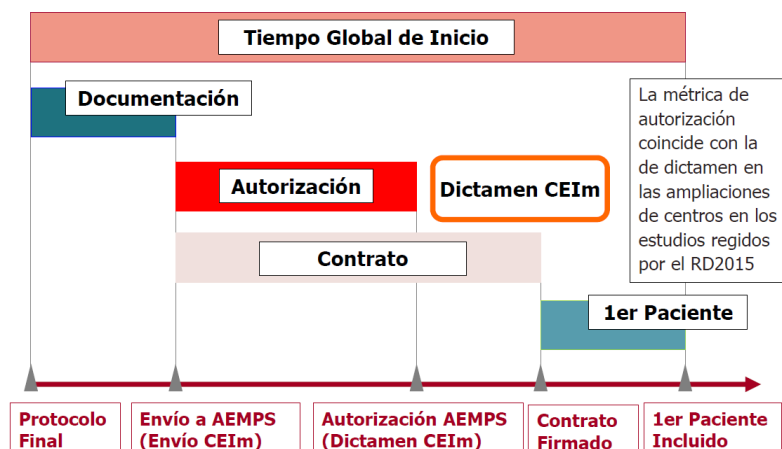 Tiempo Global de Inicio
Documentación
La métrica de
autorización
coincide con la
de dictamen en
las ampliaciones
de centros en los
estudios regidos
por el RD2015
Autorización
Dictamen CEIm
Contrato
1er Paciente
Protocolo
Final
Envío a AEMPS
(Envío CEIm)
Autorización AEMPS
(Dictamen CEIm)
Contrato
Firmado
1er Paciente
Incluido